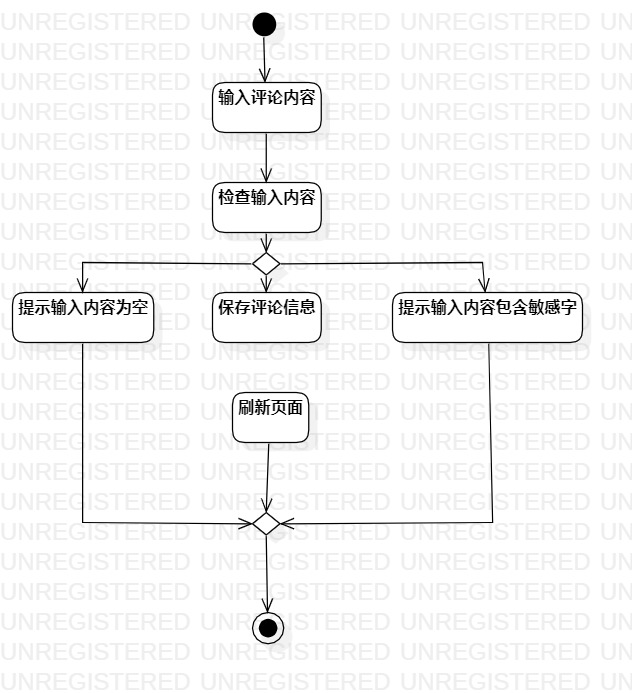 输入评论内容
检查输入内容
提示输入内容为空
保存评论信息
提示输入内容包含敏感字
刷新页面
UNREGISTERED